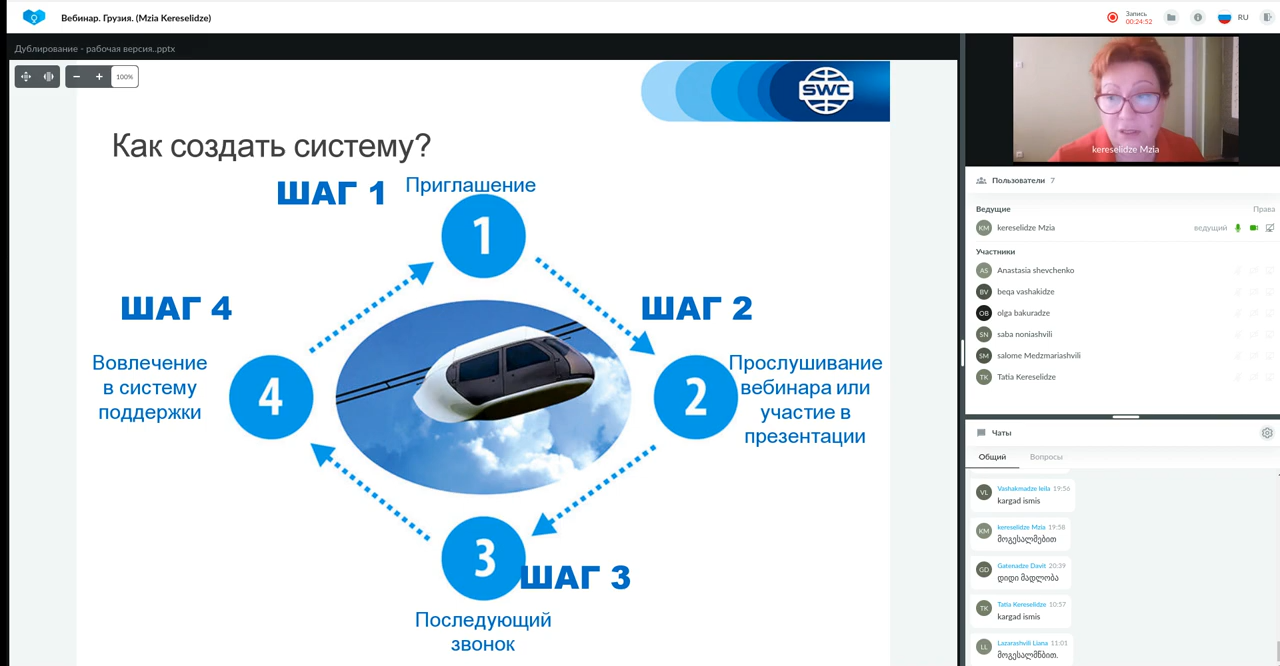 Вебинар. Грузия. (Mzia Kereselidze)
Запись
00:24:52
RU
Дублирование - рабочая версия..pptx
100%
SWC
Как создать систему?
ШАГ 1
Приглашение
1
ШАГ 4
ШАГ 2
Вовлечение
в систему
поддержки
4
2
Прослушивание
вебинара или
участие в
презентации
3
ШАГ 3
Последующий
звонок
kereselidze Mzia
Пользователи 7
Ведущие
Права
KM
kereselidze Mzia
ведущий
Участники
AS
Anastasia shevchenko
BV
beqa vashakidze
OB
olga bakuradze
SN
saba noniashvili
SM
salome Medzmariashvili
TK
Tatia Kereselidze
Чаты
Общий
Вопросы
VL
Vashakmadze leila 19:56
kargad ismis
KM
kereselidze Mzia 19:58
მოგესალმებით
GD
Gatenadze Davit 20:39
დიდი მადლობა
TK
Tatia Kereselidze 10:57
kargad ismis
LL
Lazarashvili Liana 11:01
მოგესალმნბით.